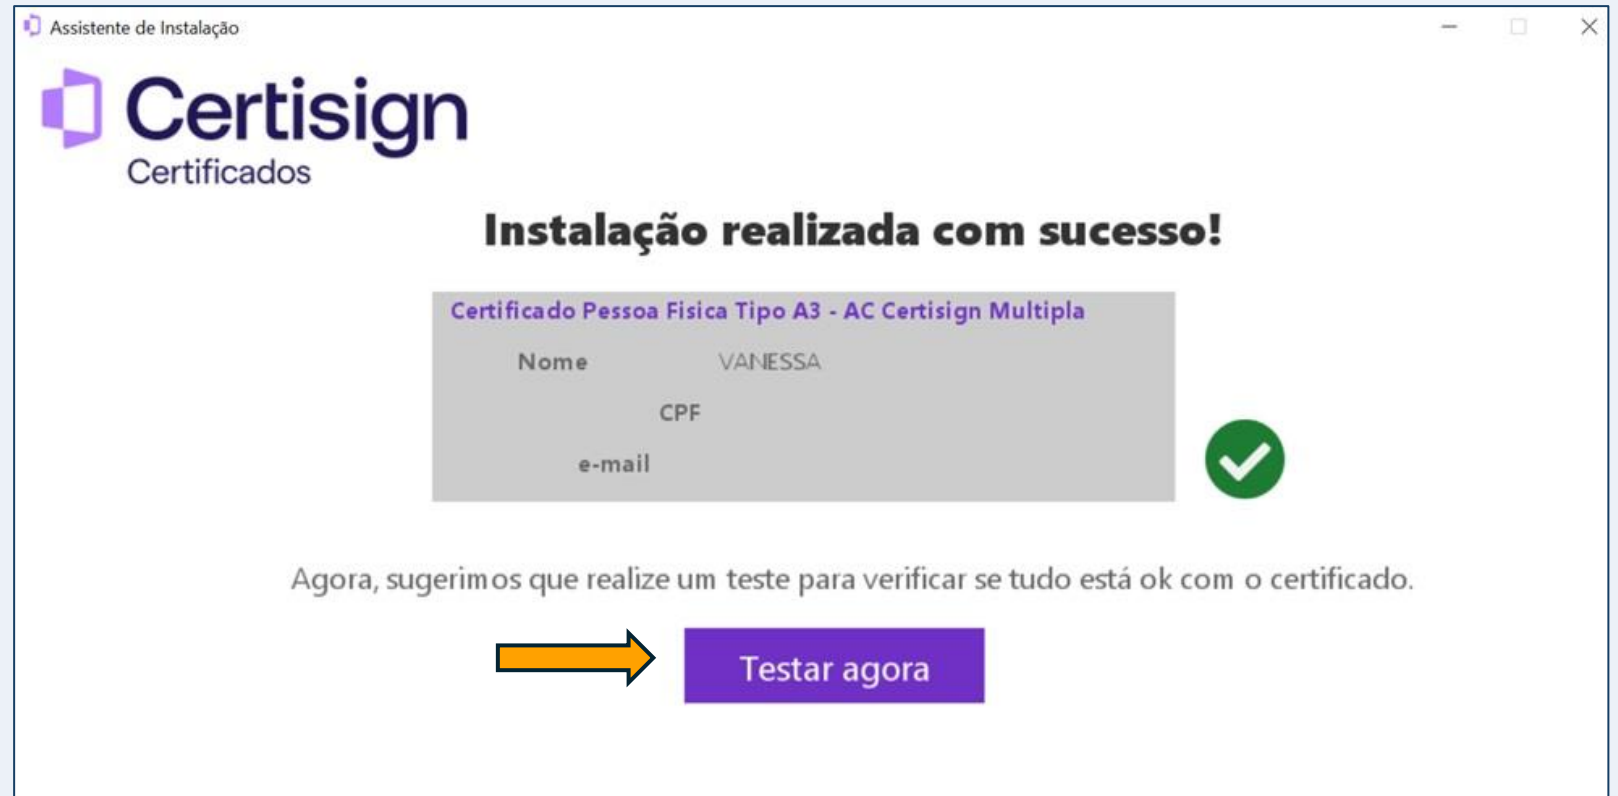 Assistente de Instalação
Certisign
Certificados
Instalação realizada com sucesso!
Certificado Pessoa Fisica Tipo A3 - AC Certisign Multipla
Nome VANESSA
CPF
e-mail
Agora, sugerimos que realize um teste para verificar se tudo está ok com o certificado.
Testar agora